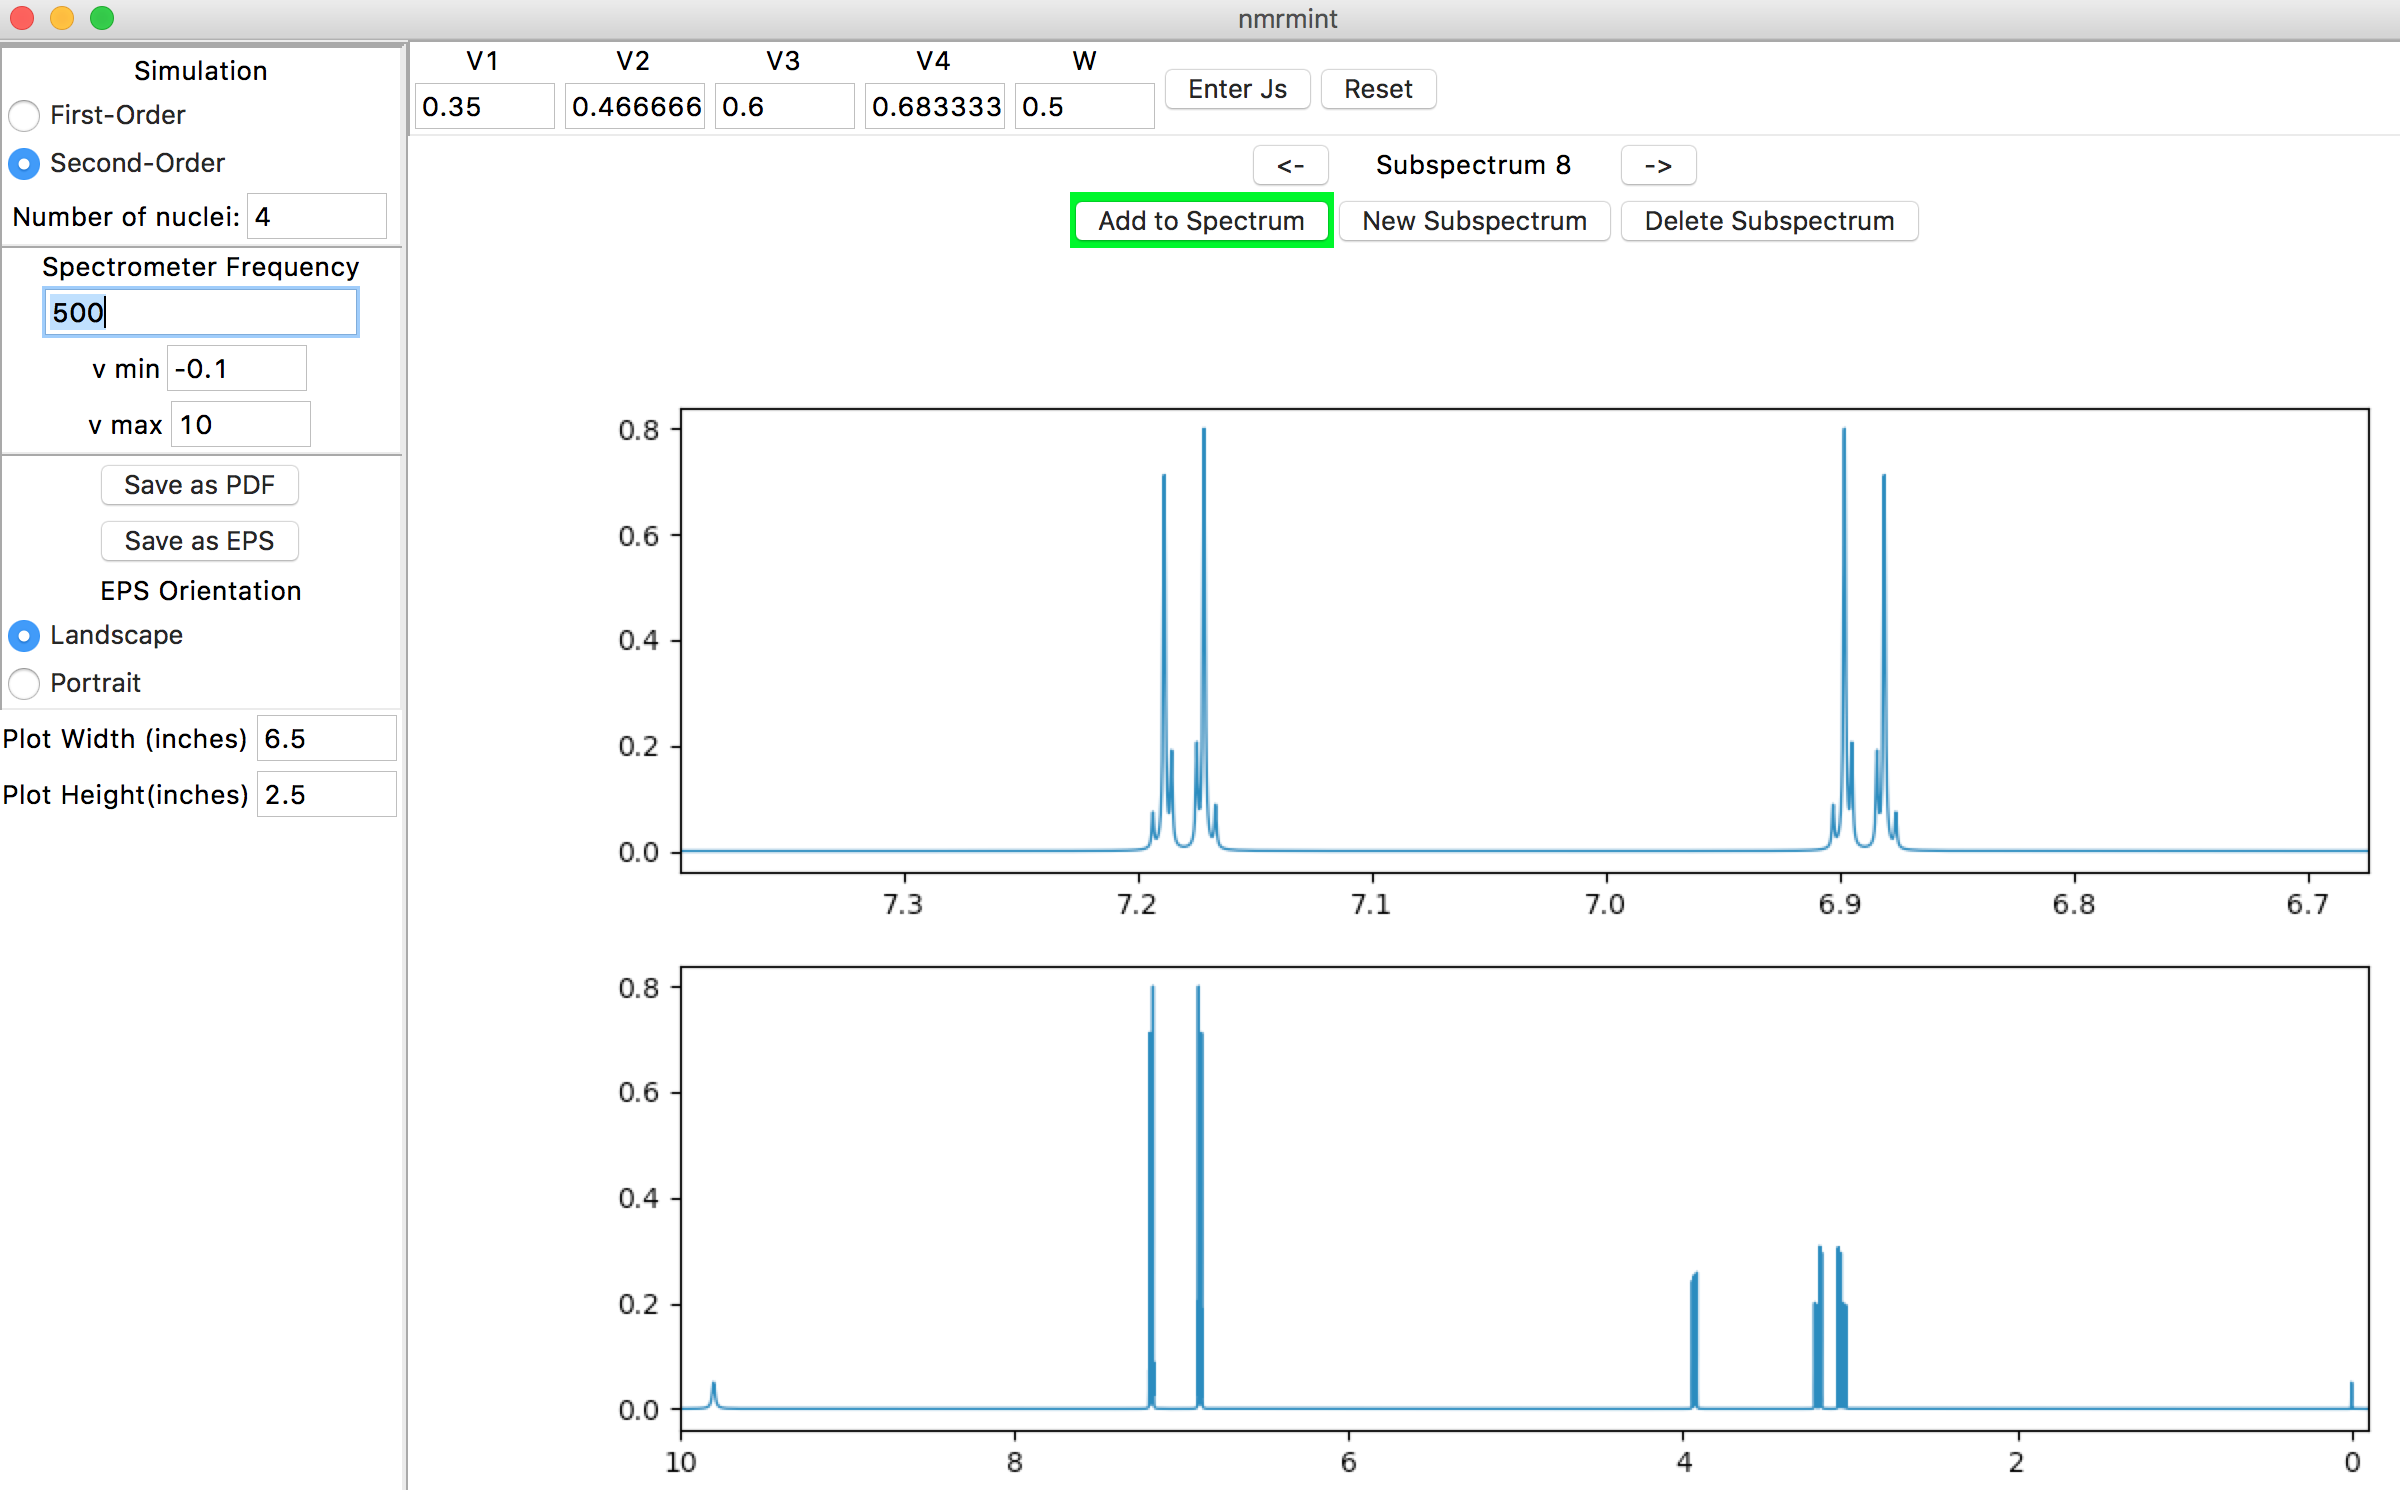 nmrmint
Simulation
First-Order
Second-Order
Number of nuclei: 4
Spectrometer Frequency
500
v min -0.1
v max 10
Save as PDF
Save as EPS
EPS Orientation
Landscape
Portrait
Plot Width (inches) 6.5
Plot Height(inches) 2.5
V1 V2 V3 V4 W
0.35 0.466666 0.6 0.683333 0.5 Enter Js Reset
<- Subspectrum 8 ->
Add to Spectrum New Subspectrum Delete Subspectrum
0.8
0.6
0.4
0.2
0.0
7.3 7.2 7.1 7.0 6.9 6.8 6.7
0.8
0.6
0.4
0.2
0.0
10 8 6 4 2 0